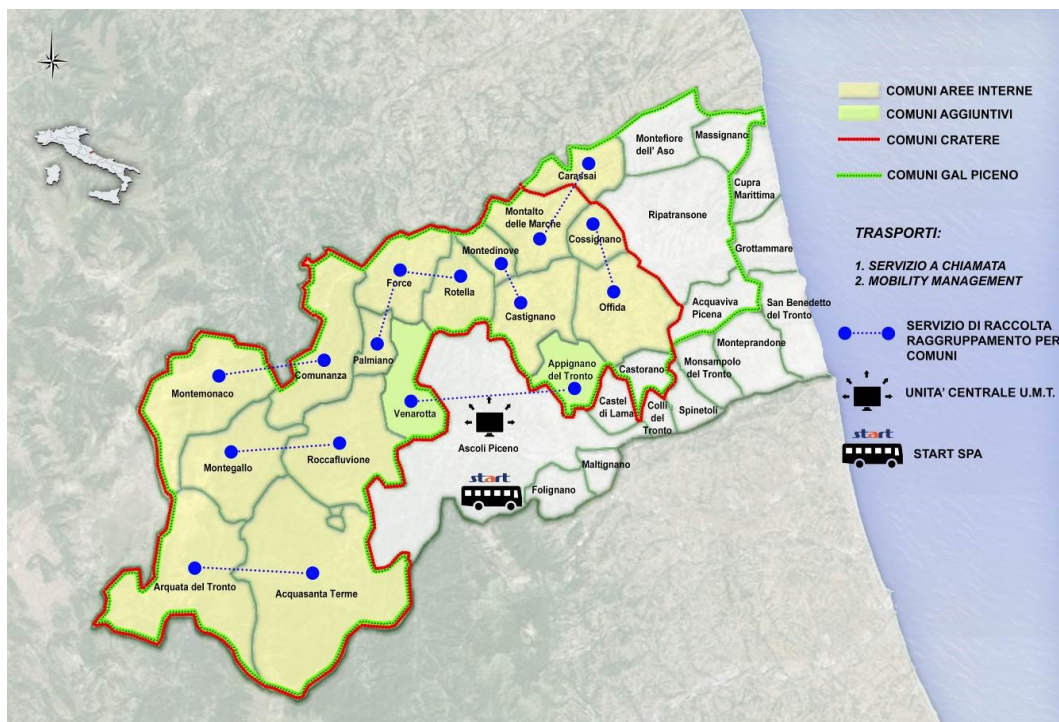 COMUNI AREE INTERNE
COMUNI AGGIUNTIVI
COMUNI CRATERE
COMUNI GAL PICENO
TRASPORTI:
1. SERVIZIO A CHIAMATA
2. MOBILITY MANAGEMENT
SERVIZIO DI RACCOLTA
RAGGRUPPAMENTO PER
COMUNI
UNITA' CENTRALE U.M.T.
start
START SPA
Montefiore
dell' Aso
Massignano
Carassai
Cupra
Marittima
Ripatransone
Montalto
delle Marche
Cossignano
Grottammare
Montedinove
Force
Rotella
Castignano
Offida
Acquaviva
Picena
San Benedetto
del Tronto
Monteprandone
Palmiano
Comunanza
Montemonaco
Appignano
del Tronto
Castorano
Monsampolo
del Tronto
Venarotta
Castel
di Lama
Colli
del
Tronto
Spinetoli
Ascoli Piceno
Roccafluvione
Montegallo
Maltignano
start
Folignano
Arquata del Tronto
Acquasanta Terme